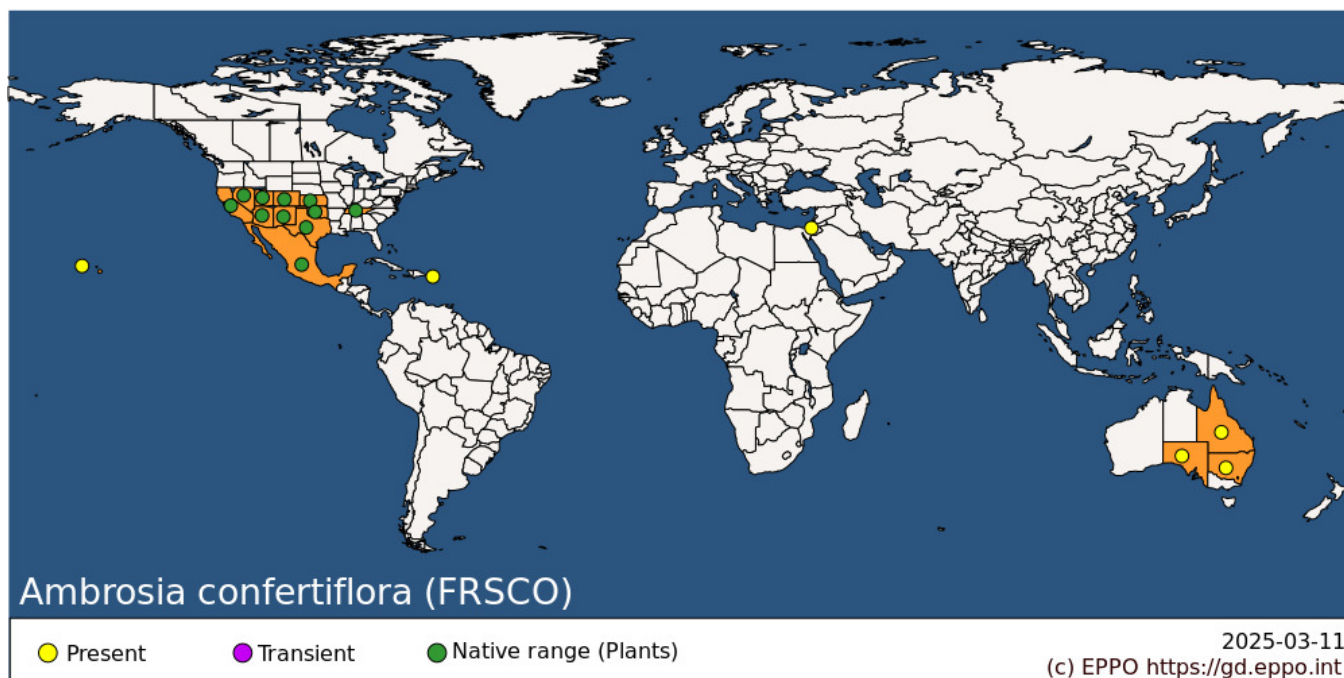 Ambrosia confertiflora (FRSCO)
Present
Transient
Native range (Plants)
2025-03-11
(c) EPPO https://gd.eppo.int